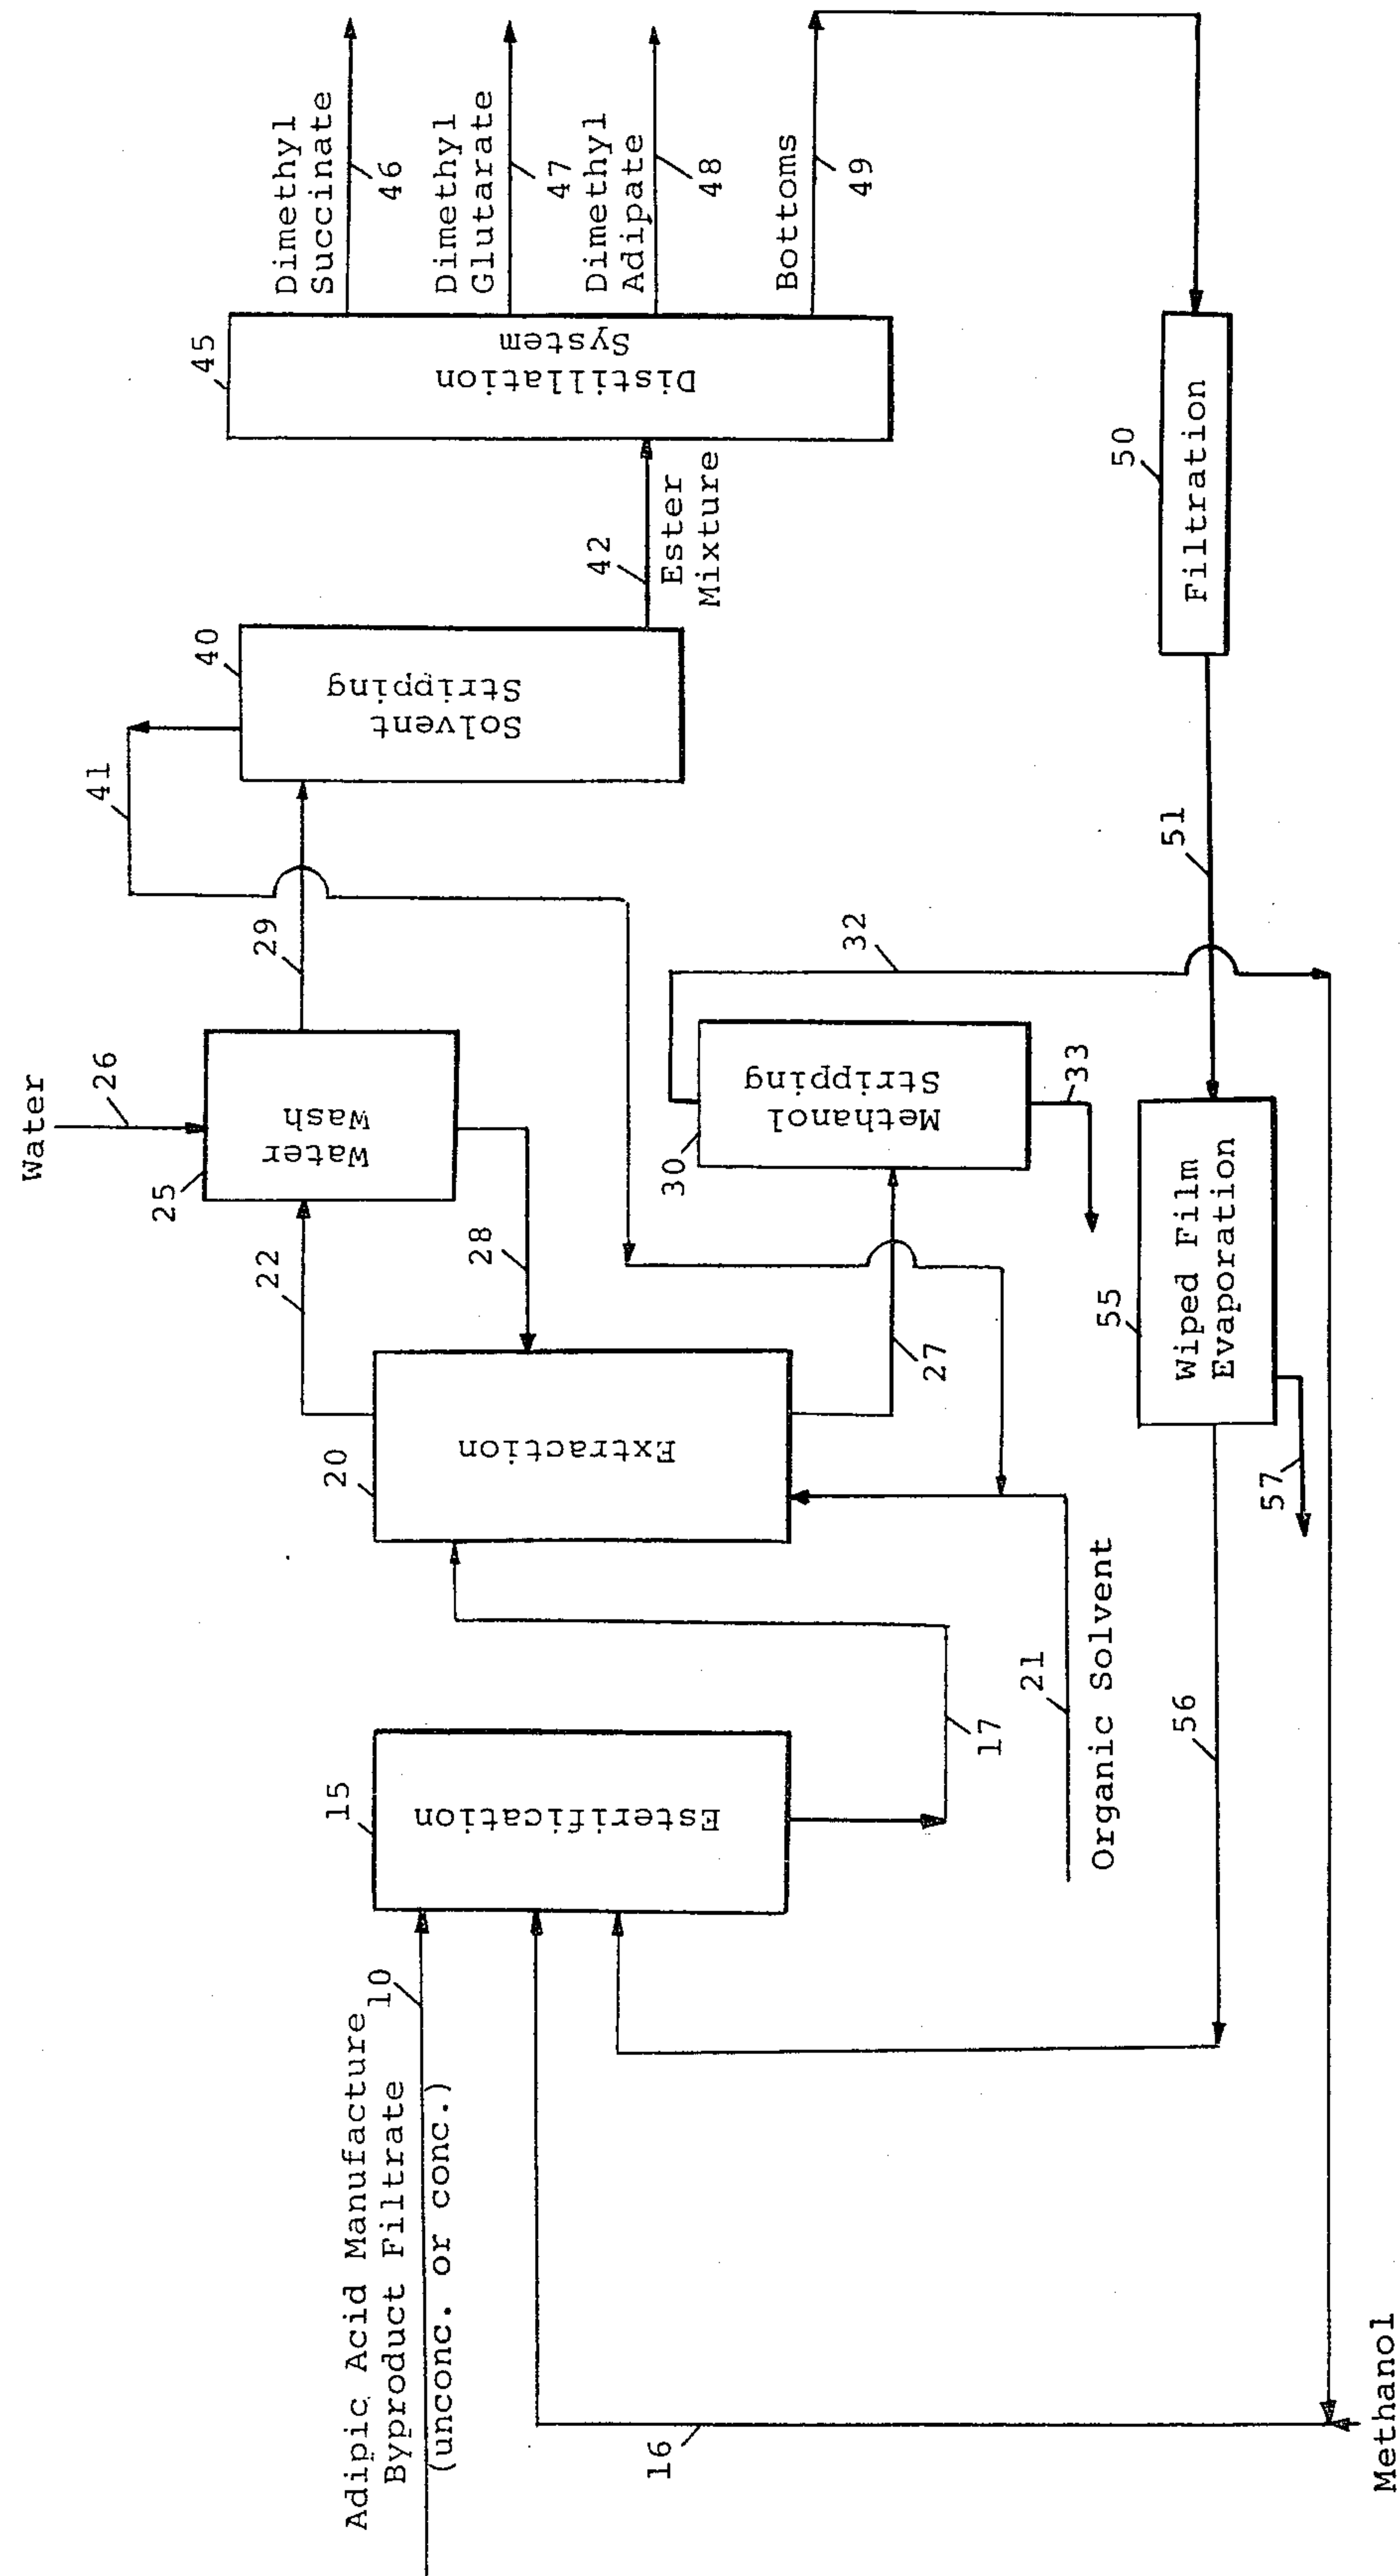 Adipic Acid Manufacture
Byproduct Filtrate
(unconc. or conc.)
10
15
Esterification
16
Methanol
17
20
Extraction
21
Organic Solvent
22
Water
26
25
Water
Wash
28
29
27
30
Methanol
Stripping
32
33
41
40
Solvent
Stripping
42
Ester
Mixture
45
Distillation
System
Dimethyl
Succinate
46
Dimethyl
Glutarate
47
Dimethyl
Adipate
48
Bottoms
49
50
Filtration
51
55
Wiped Film
Evaporation
56
57